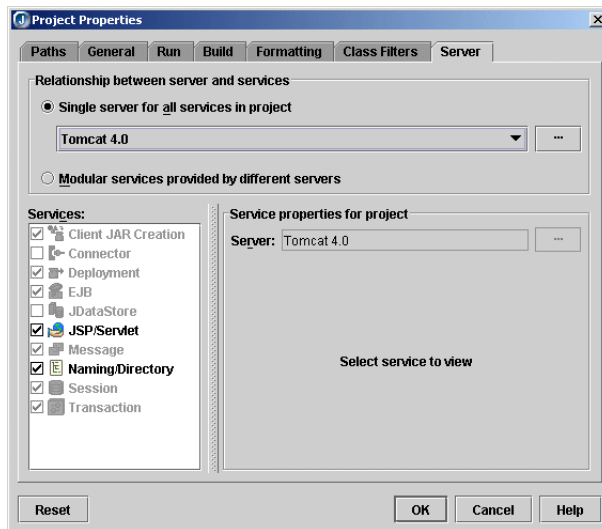 Project Properties
Paths General Run Build Formatting Class Filters Server
Relationship between server and services
Single server for all services in project
Tomcat 4.0 ...
Modular services provided by different servers
Services:
Client JAR Creation
Connector
Deployment
EJB
JDataStore
JSP/Servlet
Message
Naming/Directory
Session
Transaction
Service properties for project
Server: Tomcat 4.0 ...
Select service to view
Reset OK Cancel Help